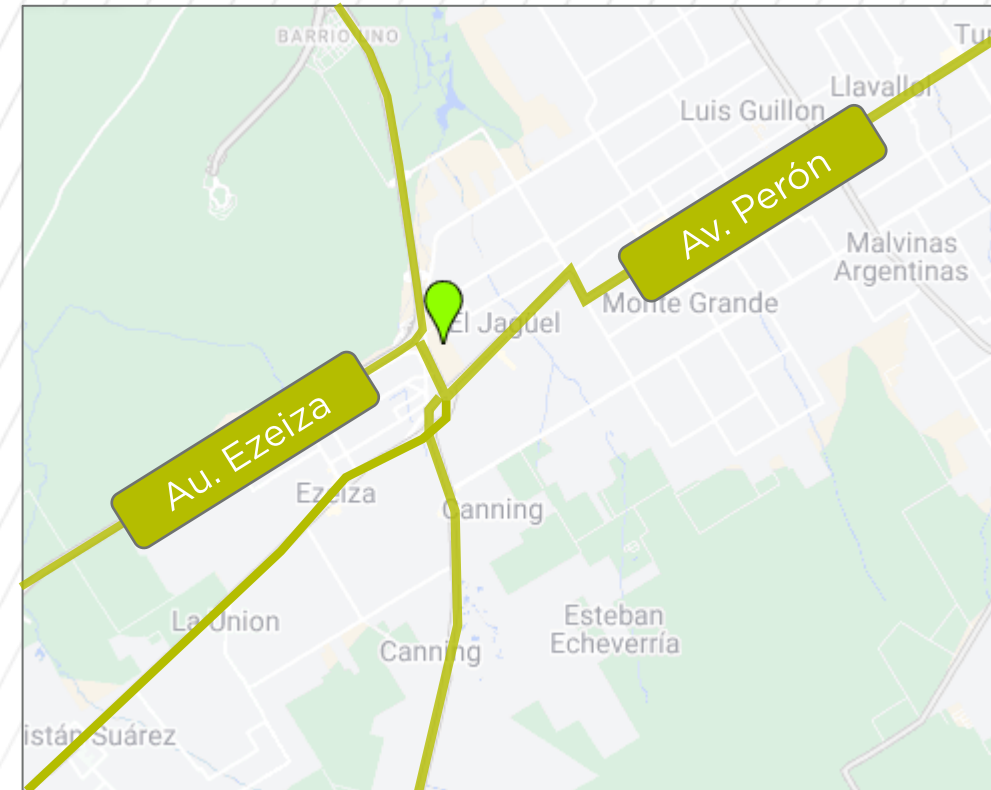 BARRIO UNO
Tu
Llavallol
Luis Guillon
Av. Perón
Malvinas
Argentinas
Monte Grande
El Jagüel
Au. Ezeiza
Ezeiza
Canning
La Union
Esteban
Echeverría
Canning
istán Suárez